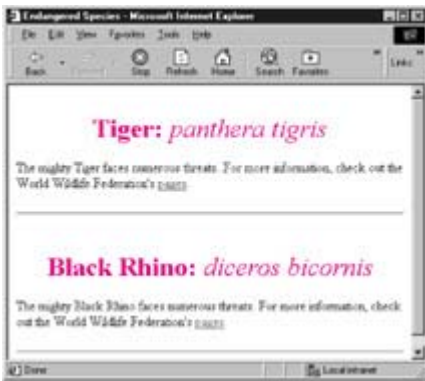 Endangered Species - Microsoft Internet Explorer
File Edit View Favorites Tools Help
Back Forward Stop Refresh Home Search Favorites Links
Tiger: panthera tigris
The mighty Tiger faces numerous threats. For more information, check out the
World Wildlife Federation's pages.
Black Rhino: diceros bicornis
The mighty Black Rhino faces numerous threats. For more information, check
out the World Wildlife Federation's pages.
Done Local intranet